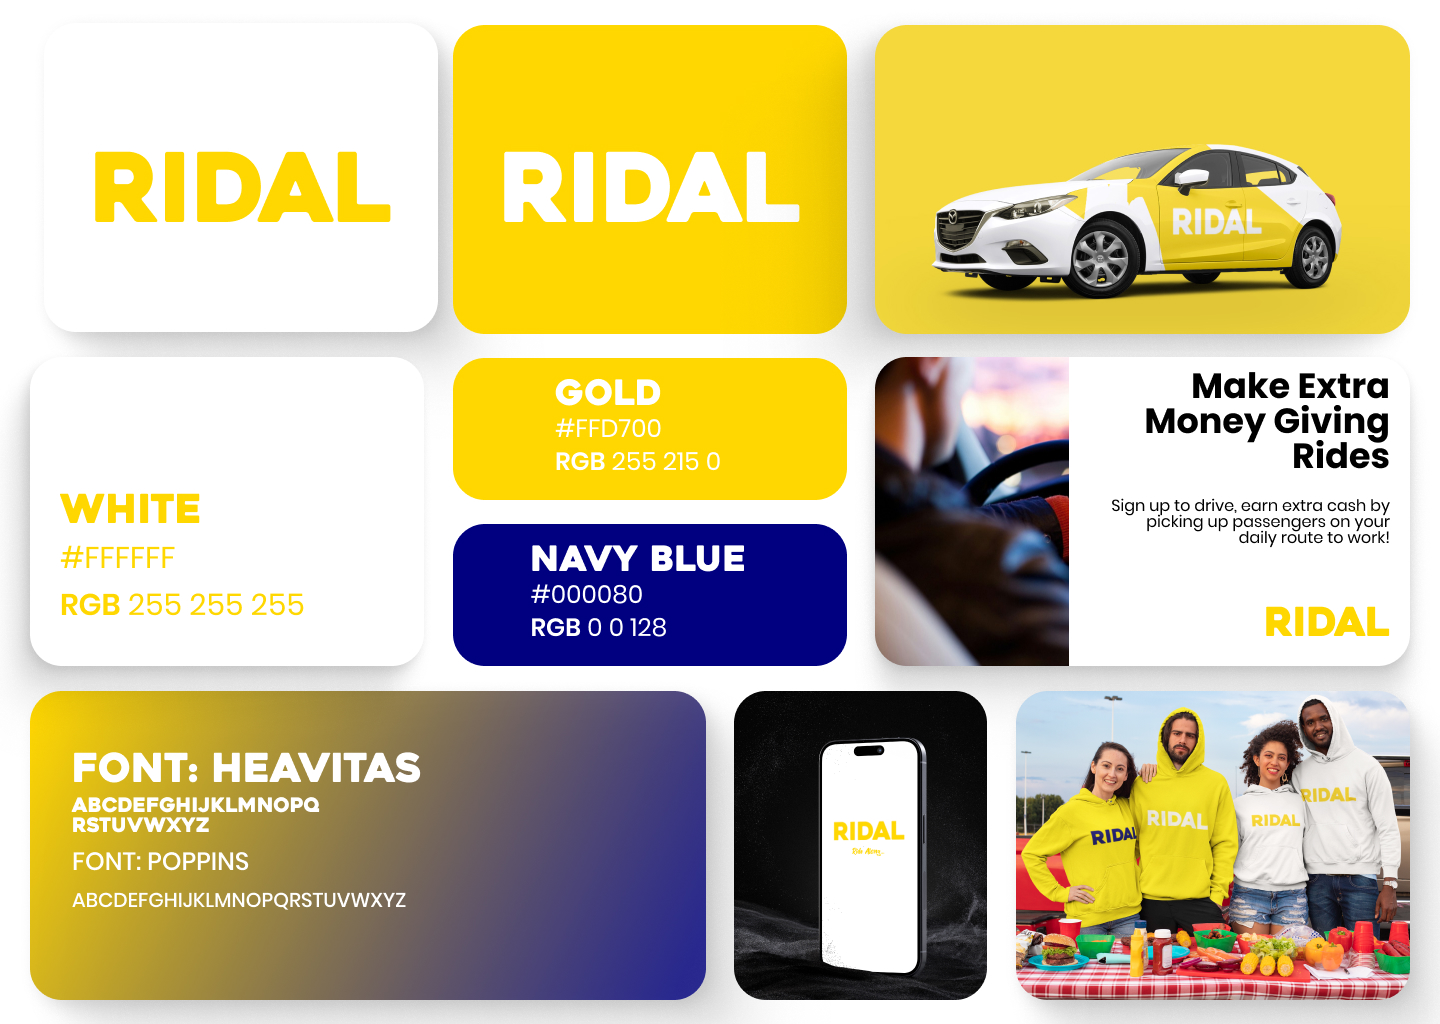 RIDAL
RIDAL
RIDAL
WHITE
#FFFFFF
RGB 255 255 255
GOLD
#FFD700
RGB 255 215 0
NAVY BLUE
#000080
RGB 0 0 128
Make Extra
Money Giving
Rides
Sign up to drive, earn extra cash by
picking up passengers on your
daily route to work!
RIDAL
FONT: HEAVITAS
ABCDEFGHIJKLMNOPQ
RSTUVWXYZ
FONT: POPPINS
ABCDEFGHIJKLMNOPQRSTUVWXYZ
RIDAL
Ride Along
RIDAL
RIDAL
RIDAL
RIDAL